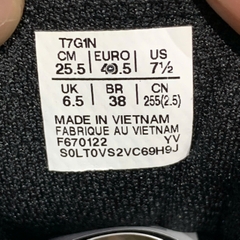 T7G1N
CM EURO US
25.5 40.5 7½
UK BR CN
6.5 38 255(2.5)
MADE IN VIETNAM
FABRIQUE AU VIETNAM
F670122 YV
S0LT0VS2VC69H9J